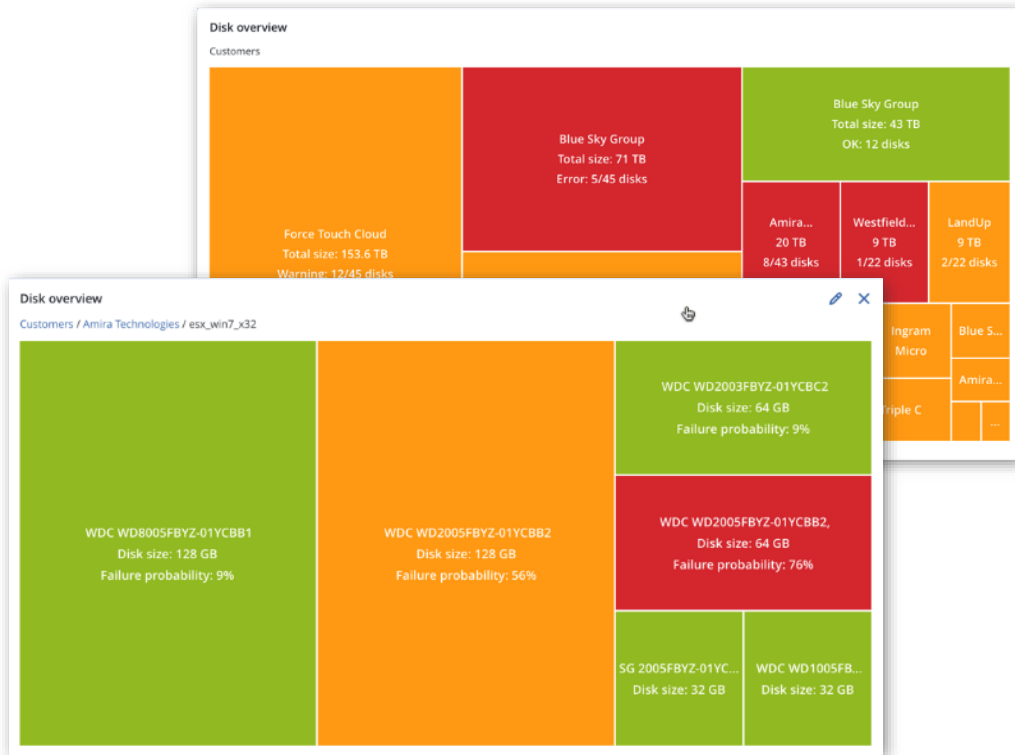 Disk overview
Customers
Force Touch Cloud
Total size: 153.6 TB
Warning: 12/45 disks
Blue Sky Group
Total size: 71 TB
Error: 5/45 disks
Blue Sky Group
Total size: 43 TB
OK: 12 disks
Amira...
20 TB
8/43 disks
Westfield...
9 TB
1/22 disks
LandUp
9 TB
2/22 disks
Ingram
Micro
Blue S...
Amira...
Triple C
...
Disk overview
Customers / Amira Technologies / esx_win7_x32
WDC WD8005FBYZ-01YCBB1
Disk size: 128 GB
Failure probability: 9%
WDC WD2005FBYZ-01YCBB2
Disk size: 128 GB
Failure probability: 56%
WDC WD2003FBYZ-01YCBC2
Disk size: 64 GB
Failure probability: 9%
WDC WD2005FBYZ-01YCBB2,
Disk size: 64 GB
Failure probability: 76%
SG 2005FBYZ-01YC...
Disk size: 32 GB
WDC WD1005FB...
Disk size: 32 GB